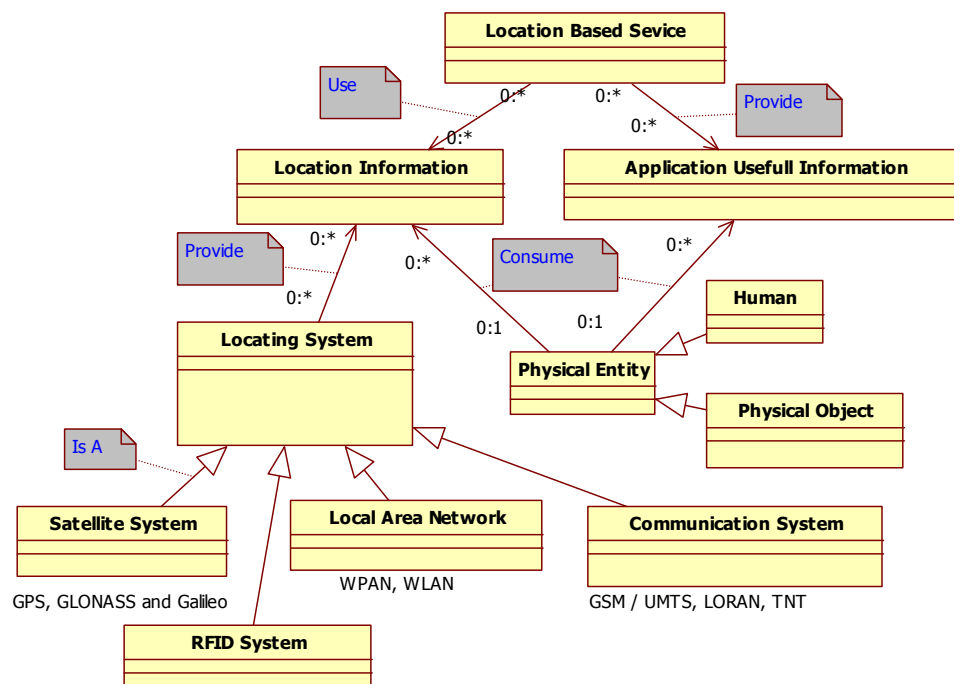 Location Based Sevice
Use
0:*
0:*
Provide
0:*
0:*
Location Information
Application Usefull Information
Provide
0:*
0:*
Consume
0:*
0:*
0:1
0:1
Human
Locating System
Physical Entity
Physical Object
Is A
Satellite System
Local Area Network
Communication System
WPAN, WLAN
GPS, GLONASS and Galileo
GSM / UMTS, LORAN, TNT
RFID System